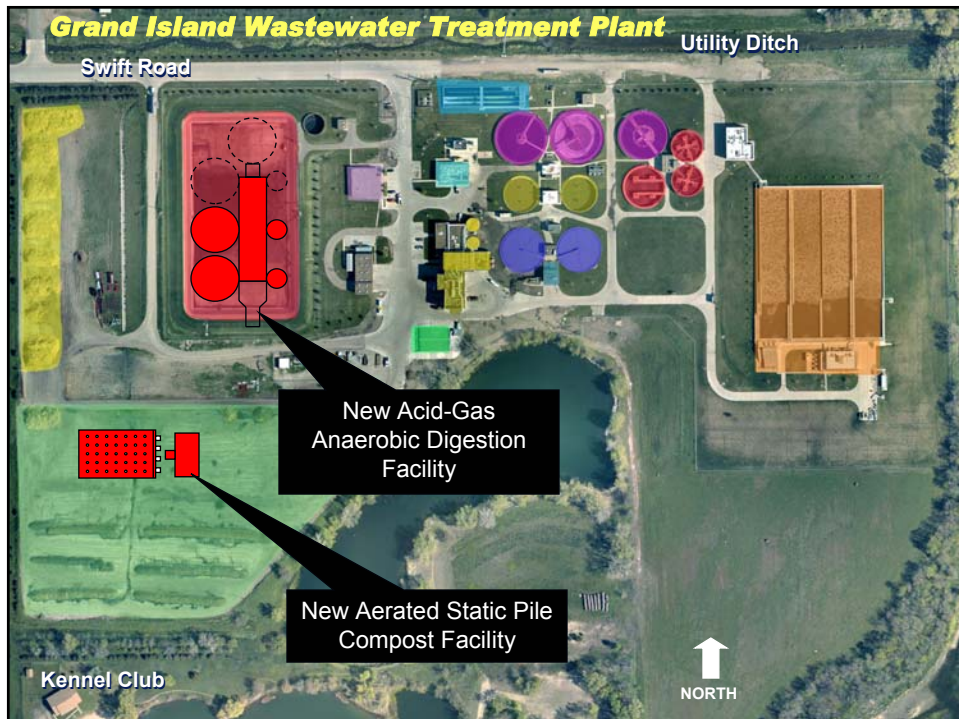 Grand Island Wastewater Treatment Plant
Utility Ditch
Swift Road
New Acid-Gas
Anaerobic Digestion
Facility
New Aerated Static Pile
Compost Facility
Kennel Club
NORTH